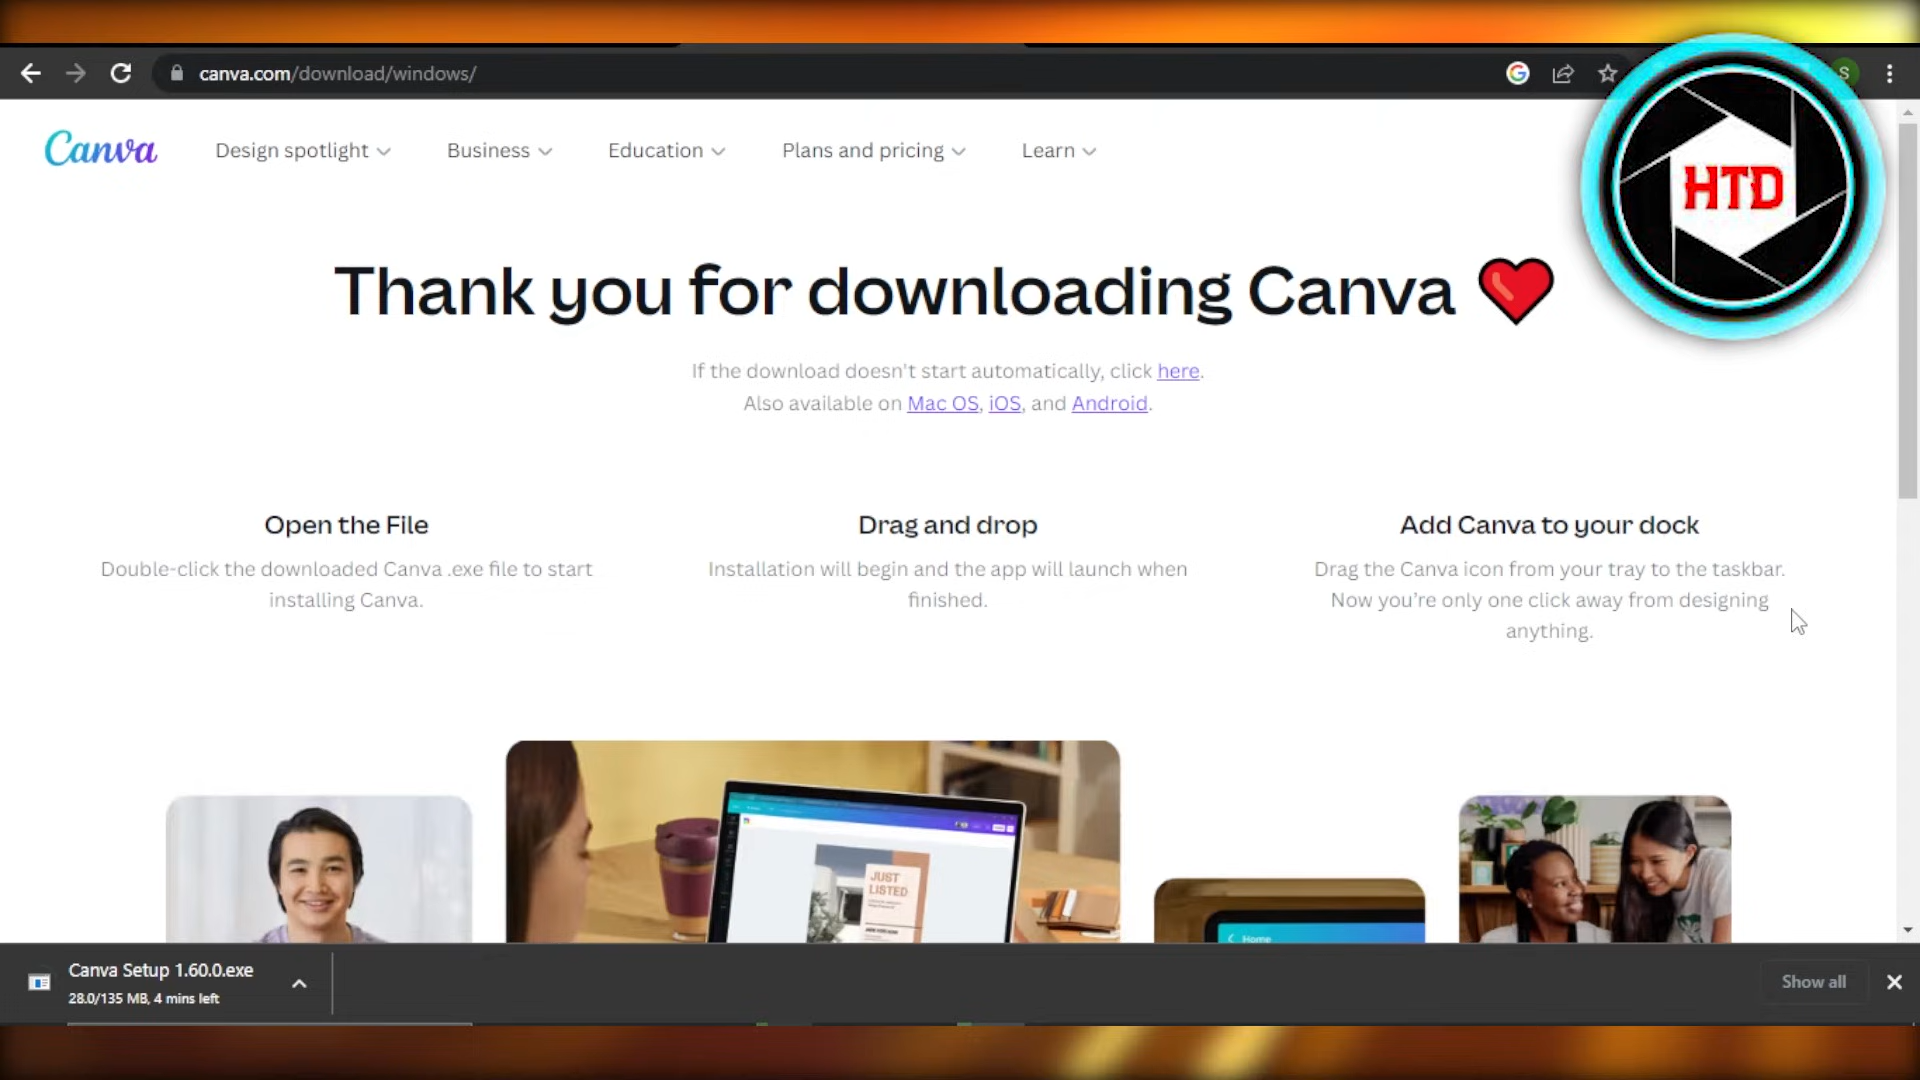 canva.com/download/windows/
S
HTD
Canva
Design spotlight
Business
Education
Plans and pricing
Learn
Thank you for downloading Canva
If the download doesn't start automatically, click here.
Also available on Mac OS, iOS, and Android.
Open the File
Double-click the downloaded Canva .exe file to start
installing Canva.
Drag and drop
Installation will begin and the app will launch when
finished.
Add Canva to your dock
Drag the Canva icon from your tray to the taskbar.
Now you’re only one click away from designing
anything.
JUST
LISTED
Home
Canva Setup 1.60.0.exe
28.0/135 MB, 4 mins left
Show all